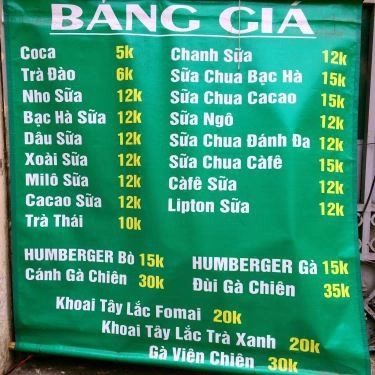 BẢNG GIÁ
Coca 5k
Trà Đào 6k
Nho Sữa 12k
Bạc Hà Sữa 12k
Dâu Sữa 12k
Xoài Sữa 12k
Milô Sữa 12k
Cacao Sữa 12k
Trà Thái 10k
Chanh Sữa 12k
Sữa Chua Bạc Hà 15k
Sữa Chua Cacao 15k
Sữa Ngô 12k
Sữa Chua Đánh Đa 12k
Sữa Chua Càfê 15k
Càfê Sữa 12k
Lipton Sữa 12k
HUMBERGER Bò 15k
Cánh Gà Chiên 30k
HUMBERGER Gà 15k
Đùi Gà Chiên 35k
Khoai Tây Lắc Fomai 20k
Khoai Tây Lắc Trà Xanh 20k
Gà Viên Chiên 30k